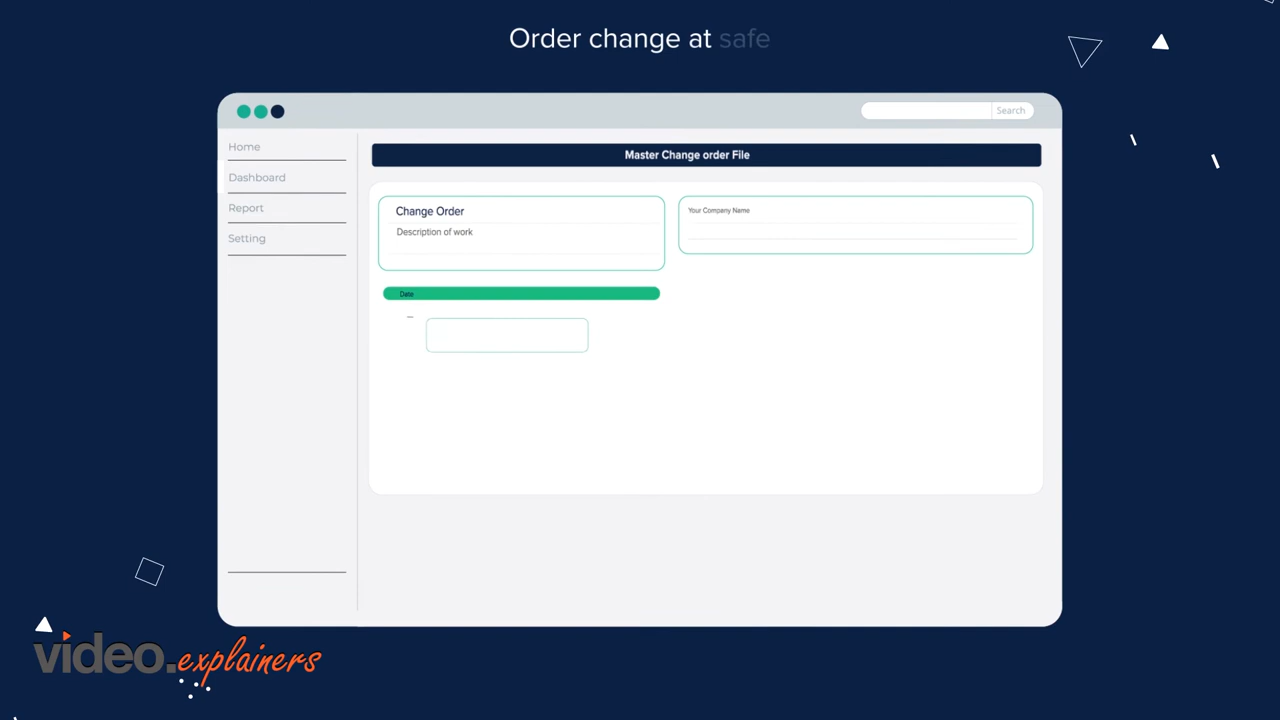 Order change at safe
Search
Home
Dashboard
Report
Setting
Master Change order File
Change Order
Description of work
Your Company Name
Date
video.explainers